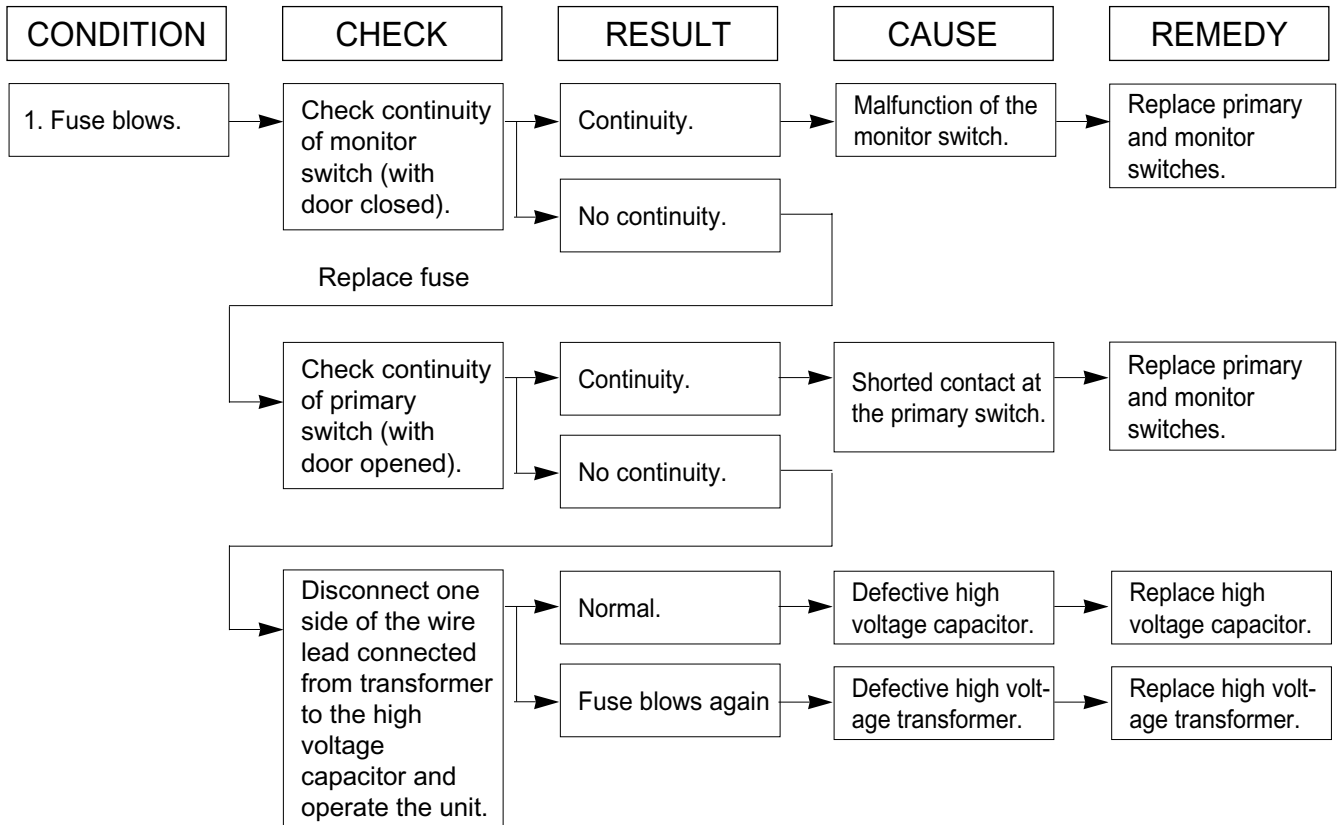 CONDITION
CHECK
RESULT
CAUSE
REMEDY
1. Fuse blows.
Check continuity
of monitor
switch (with
door closed).
Continuity.
Malfunction of the
monitor switch.
Replace primary
and monitor
switches.
No continuity.
Replace fuse
Check continuity
of primary
switch (with
door opened).
Continuity.
Shorted contact at
the primary switch.
Replace primary
and monitor
switches.
No continuity.
Disconnect one
side of the wire
lead connected
from transformer
to the high
voltage
capacitor and
operate the unit.
Normal.
Defective high
voltage capacitor.
Replace high
voltage capacitor.
Fuse blows again
Defective high volt-
age transformer.
Replace high volt-
age transformer.